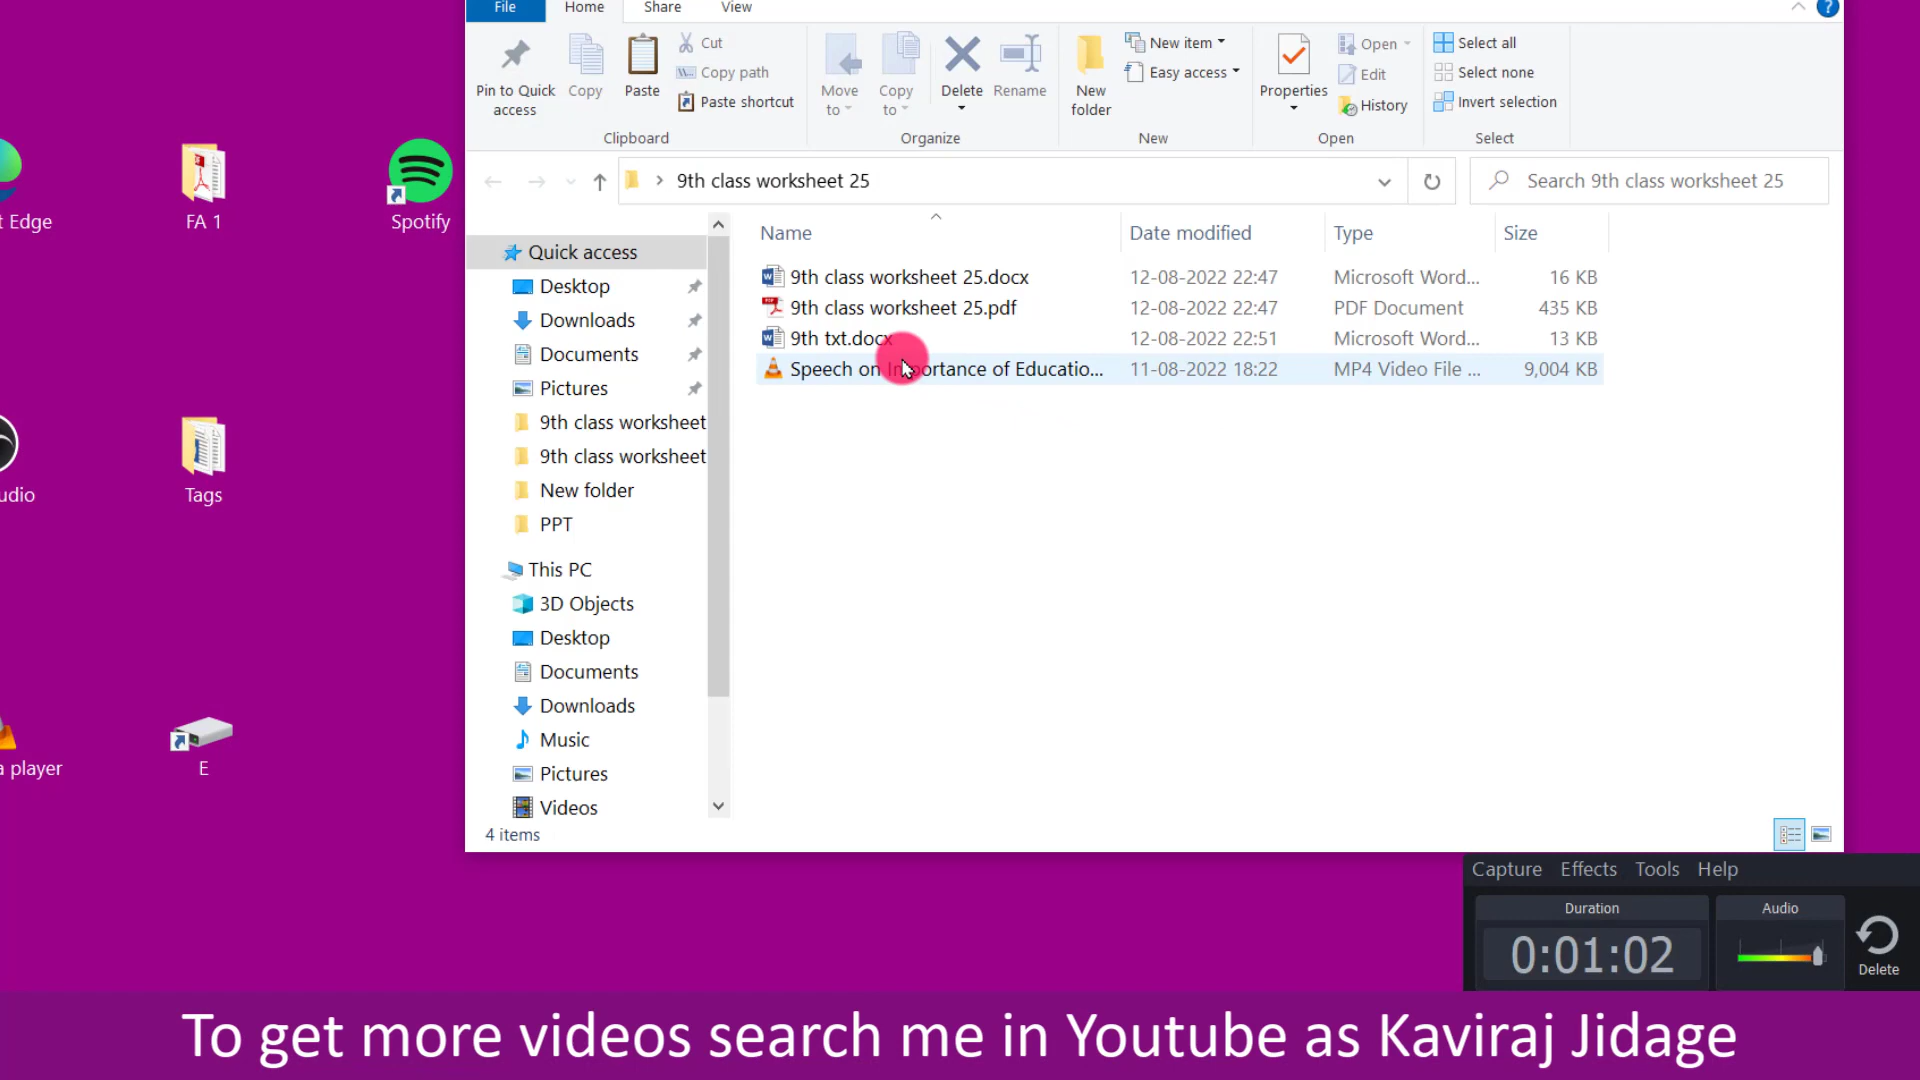 File Home Share View
Pin to Quick access
Copy
Paste
Cut
Copy path
Paste shortcut
Clipboard
Move to
Copy to
Delete
Rename
Organize
New folder
New item
Easy access
New
Properties
Open
Edit
History
Open
Select all
Select none
Invert selection
Select
9th class worksheet 25
Search 9th class worksheet 25
Name Date modified Type Size
9th class worksheet 25.docx 12-08-2022 22:47 Microsoft Word... 16 KB
9th class worksheet 25.pdf 12-08-2022 22:47 PDF Document 435 KB
9th txt.docx 12-08-2022 22:51 Microsoft Word... 13 KB
Speech on Importance of Educatio... 11-08-2022 18:22 MP4 Video File ... 9,004 KB
Quick access
Desktop
Downloads
Documents
Pictures
9th class worksheet
9th class worksheet
New folder
PPT
This PC
3D Objects
Desktop
Documents
Downloads
Music
Pictures
Videos
4 items
t Edge
FA 1
Spotify
udio
Tags
a player
E
Capture Effects Tools Help
Duration
0:01:02
Audio
Delete
To get more videos search me in Youtube as Kaviraj Jidage